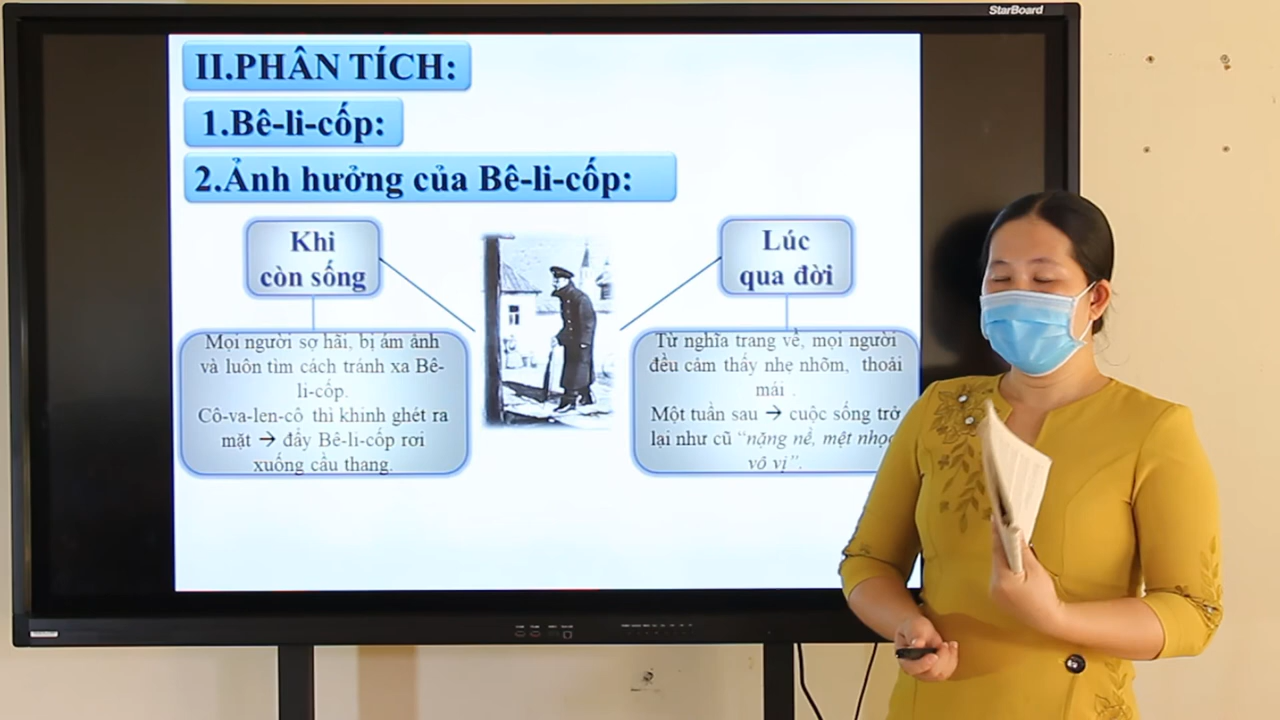 StarBoard
II.PHÂN TÍCH:
1.Bê-li-cốp:
2.Ảnh hưởng của Bê-li-cốp:
Khi
còn sống
Mọi người sợ hãi, bị ám ảnh
và luôn tìm cách tránh xa Bê-
li-cốp.
Cô-va-len-cô thì khinh ghét ra
mặt → đẩy Bê-li-cốp rơi
xuống cầu thang.
Lúc
qua đời
Từ nghĩa trang về, mọi người
đều cảm thấy nhẹ nhõm, thoải
mái .
Một tuần sau → cuộc sống trở
lại như cũ “nặng nề, mệt nhọc
vô vị”.